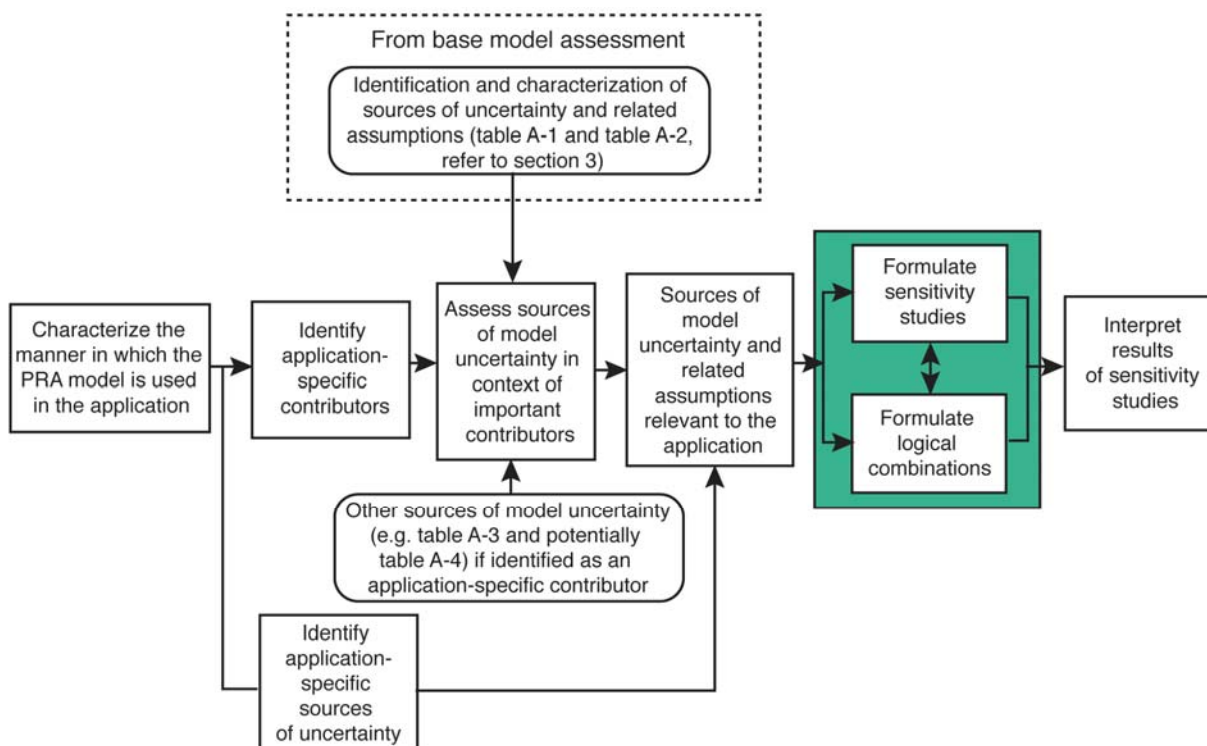 From base model assessment
Identification and characterization of
sources of uncertainty and related
assumptions (table A-1 and table A-2,
refer to section 3)
Characterize the
manner in which the
PRA model is used
in the application
Identify
application-
specific
contributors
Assess sources
of model
uncertainty in
context of
important
contributors
Sources of
model
uncertainty and
related
assumptions
relevant to the
application
Formulate
sensitivity
studies
Formulate
logical
combinations
Interpret
results
of sensitivity
studies
Other sources of model uncertainty
(e.g. table A-3 and potentially
table A-4) if identified as an
application-specific contributor
Identify
application-
specific
sources
of uncertainty